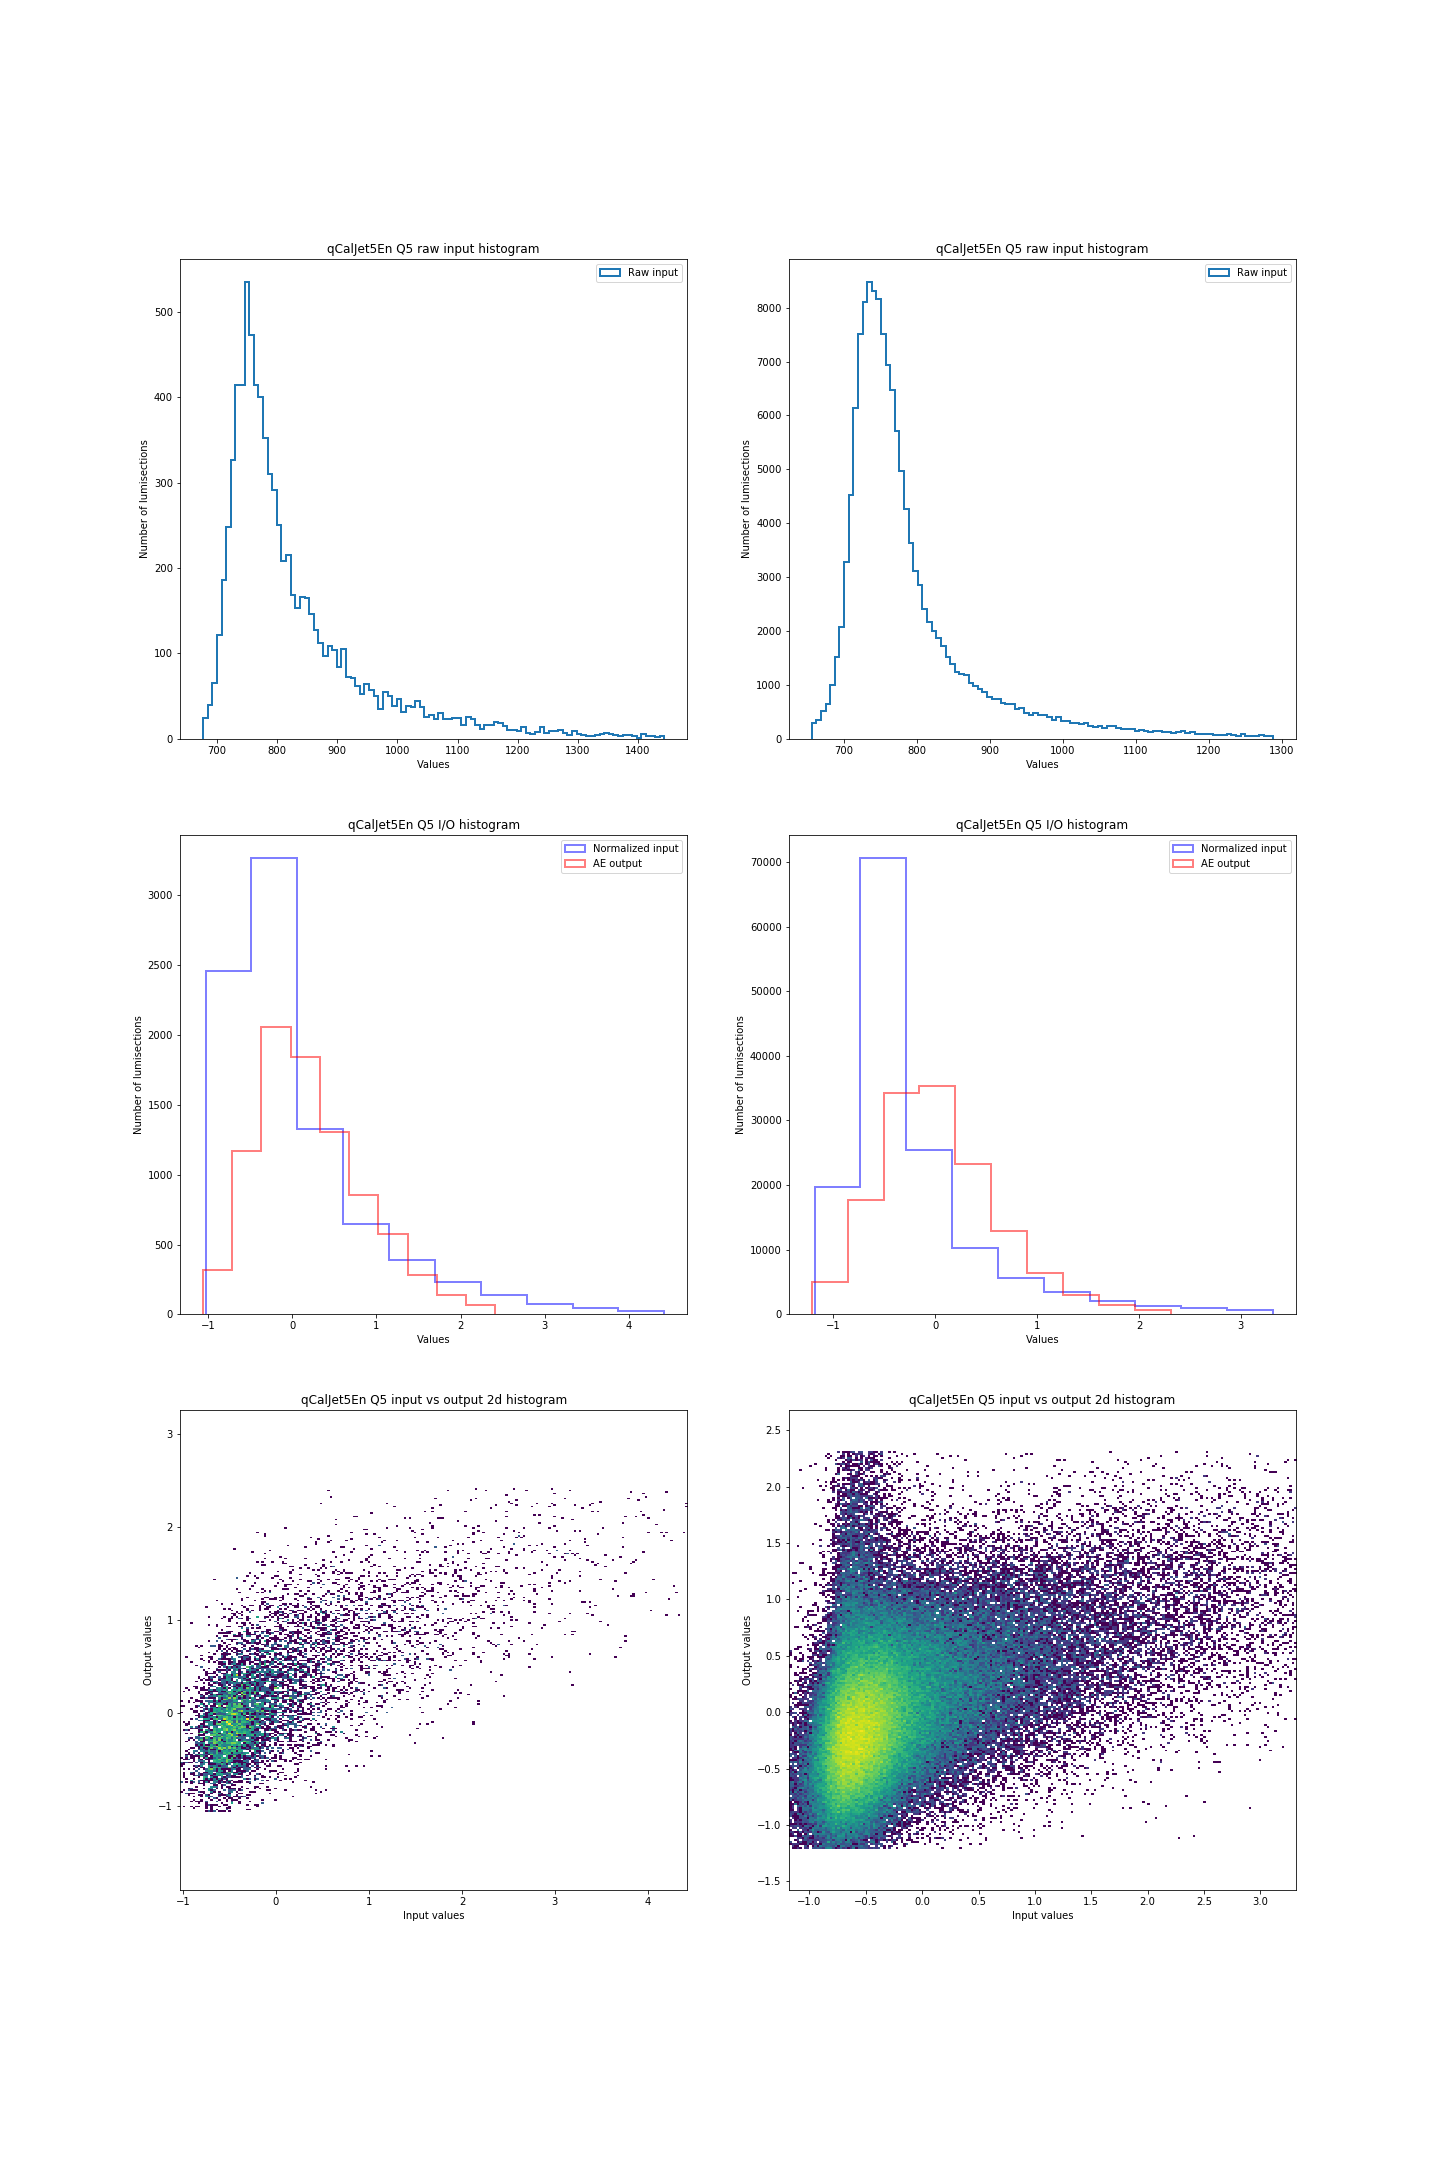 qCalJet5En Q5 raw input histogram
Raw input
Number of lumisections
500
400
300
200
100
0
700 800 900 1000 1100 1200 1300 1400
Values
qCalJet5En Q5 raw input histogram
Raw input
Number of lumisections
8000
7000
6000
5000
4000
3000
2000
1000
0
700 800 900 1000 1100 1200 1300
Values
qCalJet5En Q5 I/O histogram
Normalized input
AE output
Number of lumisections
3000
2500
2000
1500
1000
500
0
−1 0 1 2 3 4
Values
qCalJet5En Q5 I/O histogram
Normalized input
AE output
Number of lumisections
70000
60000
50000
40000
30000
20000
10000
0
−1 0 1 2 3
Values
qCalJet5En Q5 input vs output 2d histogram
Output values
3
2
1
0
−1
−1 0 1 2 3 4
Input values
qCalJet5En Q5 input vs output 2d histogram
Output values
2.5
2.0
1.5
1.0
0.5
0.0
−0.5
−1.0
−1.5
−1.0 −0.5 0.0 0.5 1.0 1.5 2.0 2.5 3.0
Input values